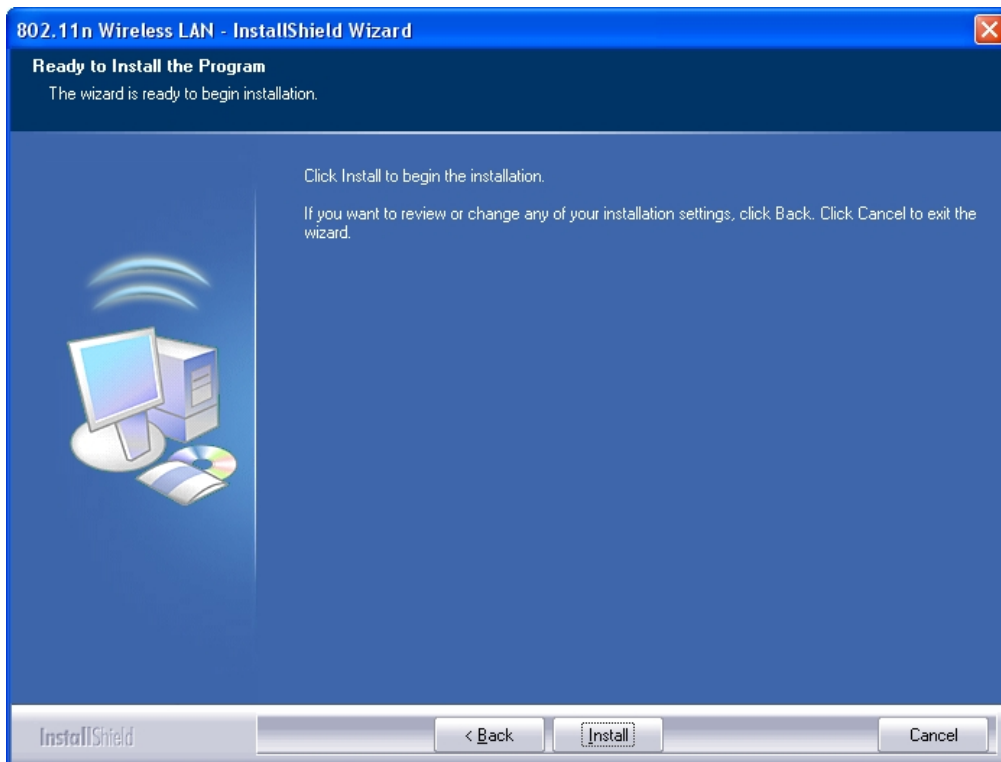 802.11n Wireless LAN - InstallShield Wizard
Ready to Install the Program
The wizard is ready to begin installation.
Click Install to begin the installation.
If you want to review or change any of your installation settings, click Back. Click Cancel to exit the
wizard.
InstallShield
< Back
Install
Cancel